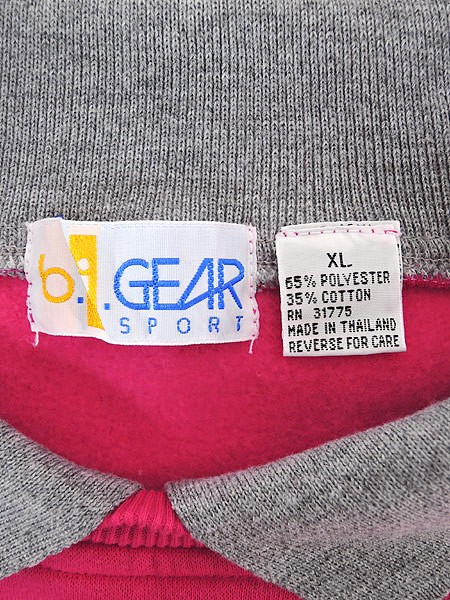 b.i.GEAR
SPORT
XL
65% POLYESTER
35% COTTON
RN 31775
MADE IN THAILAND
REVERSE FOR CARE